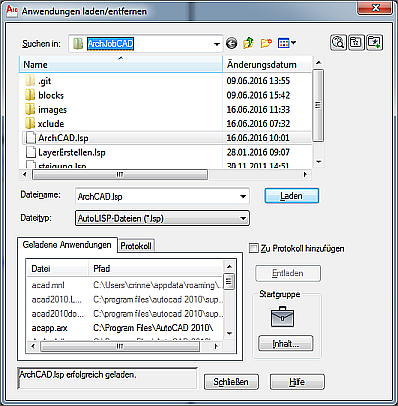 Anwendungen laden/entfernen
Suchen in: ArchJobCAD
Name Änderungsdatum
.git 09.06.2016 13:55
blocks 09.06.2016 15:42
images 16.06.2016 11:33
xclude 16.06.2016 07:32
ArchCAD.lsp 16.06.2016 10:01
LayerErstellen.lsp 28.01.2009 09:07
steigung.lsp 30.11.2011 14:51
Dateiname: ArchCAD.lsp Laden
Dateityp: AutoLISP-Dateien (*.lsp)
Geladene Anwendungen Protokoll
Zu Protokoll hinzufügen
Datei Pfad
Entladen
acad.mnl C:\Users\crinne\appdata\roaming\...
acad2010.L... C:\program files\autocad 2010\sup...
acad2010do... C:\program files\autocad 2010\sup...
acapp.arx C:\Program Files\AutoCAD 2010\
Startgruppe
Inhalt...
ArchCAD.lsp erfolgreich geladen.
Schließen Hilfe